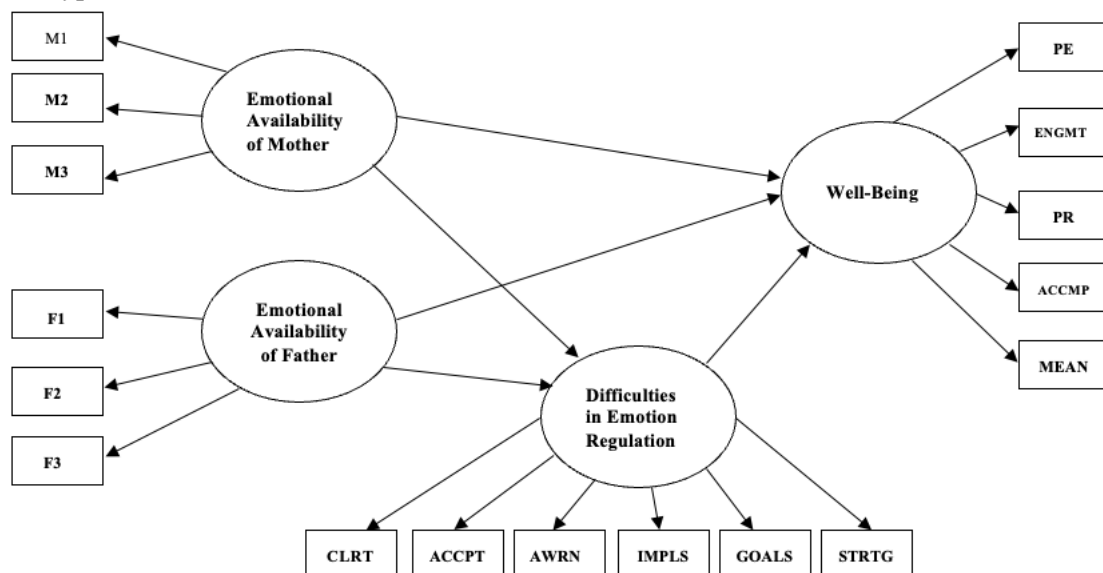 M1
M2
M3
Emotional
Availability
of Mother
PE
ENGMT
PR
ACCMP
MEAN
Well-Being
F1
F2
F3
Emotional
Availability
of Father
Difficulties
in Emotion
Regulation
CLRT
ACCPT
AWRN
IMPLS
GOALS
STRTG